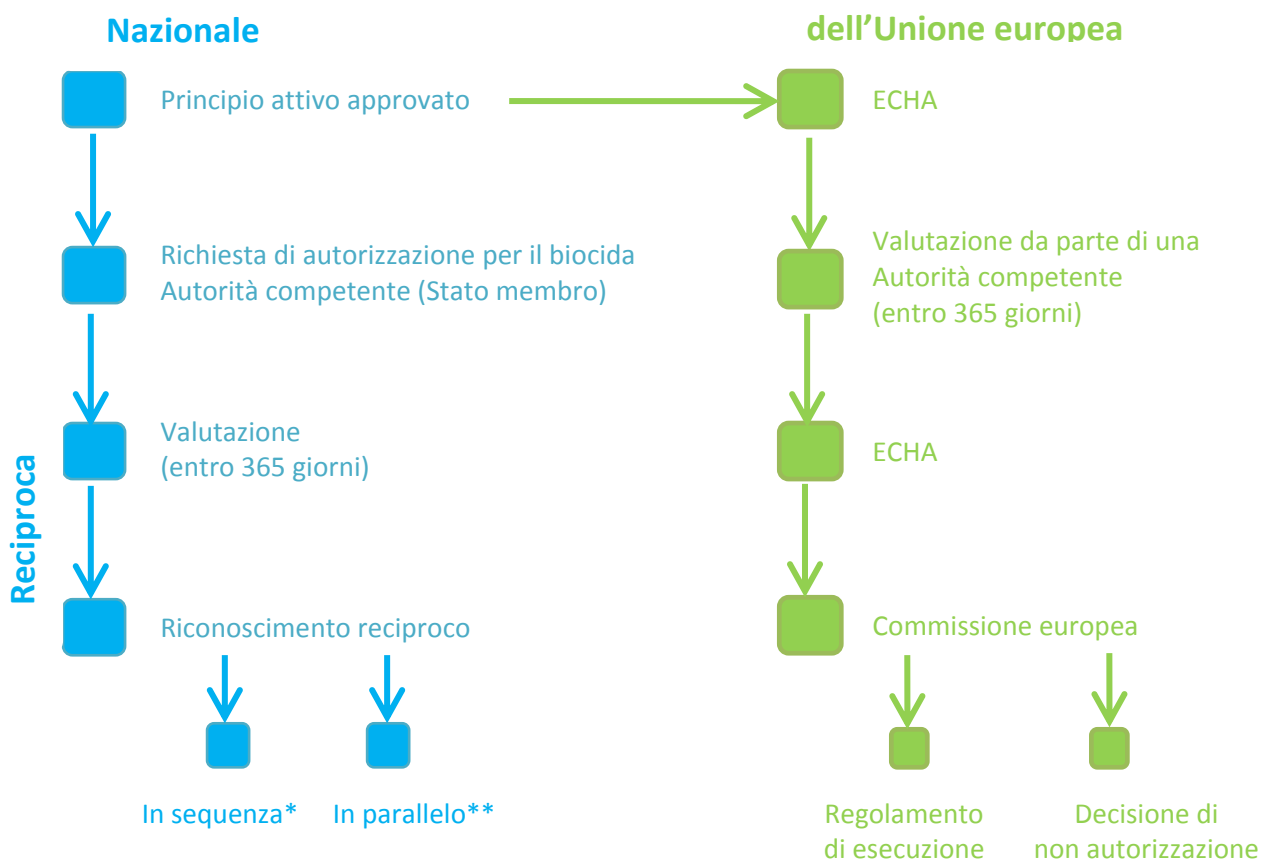 Nazionale
dell'Unione europea
Principio attivo approvato
ECHA
Richiesta di autorizzazione per il biocida
Autorità competente (Stato membro)
Valutazione da parte di una
Autorità competente
(entro 365 giorni)
Valutazione
(entro 365 giorni)
ECHA
Reciproca
Riconoscimento reciproco
Commissione europea
In sequenza*
In parallelo**
Regolamento
di esecuzione
Decisione di
non autorizzazione